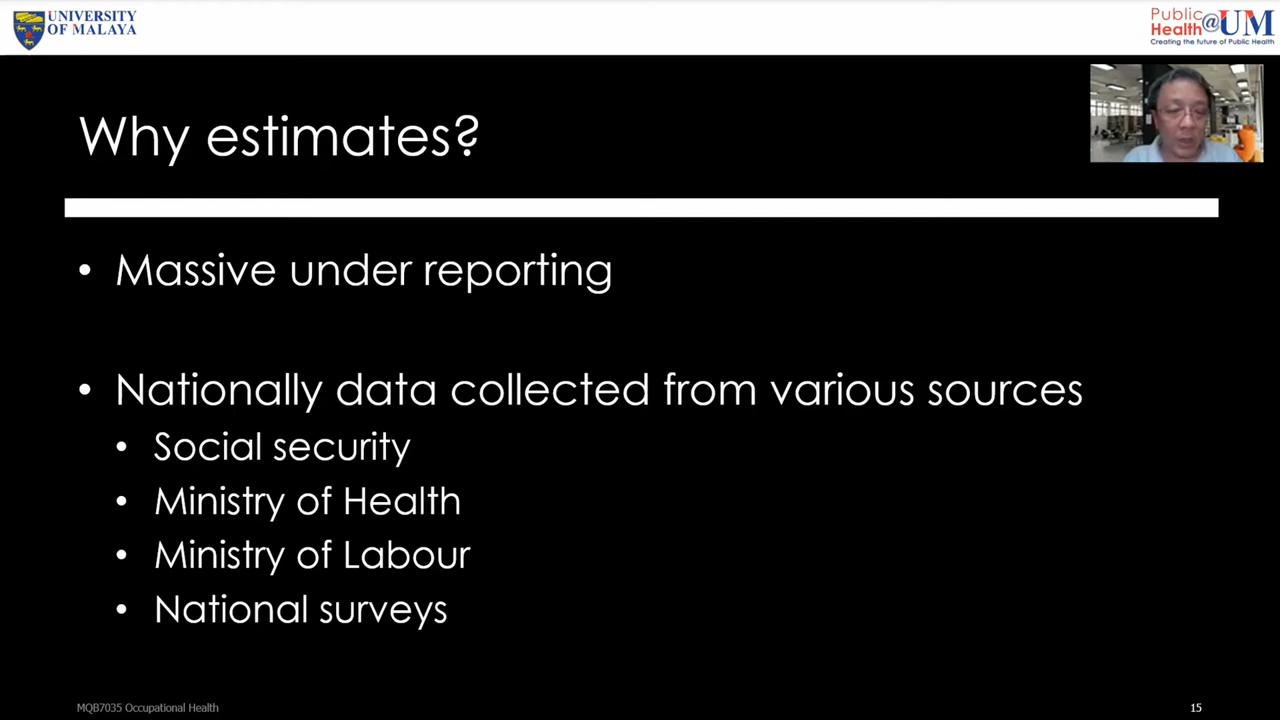 UNIVERSITY
OF MALAYA
Public
Health@UM
Creating the future of Public Health
Why estimates?
• Massive under reporting
• Nationally data collected from various sources
• Social security
• Ministry of Health
• Ministry of Labour
• National surveys
MQB7035 Occupational Health
15